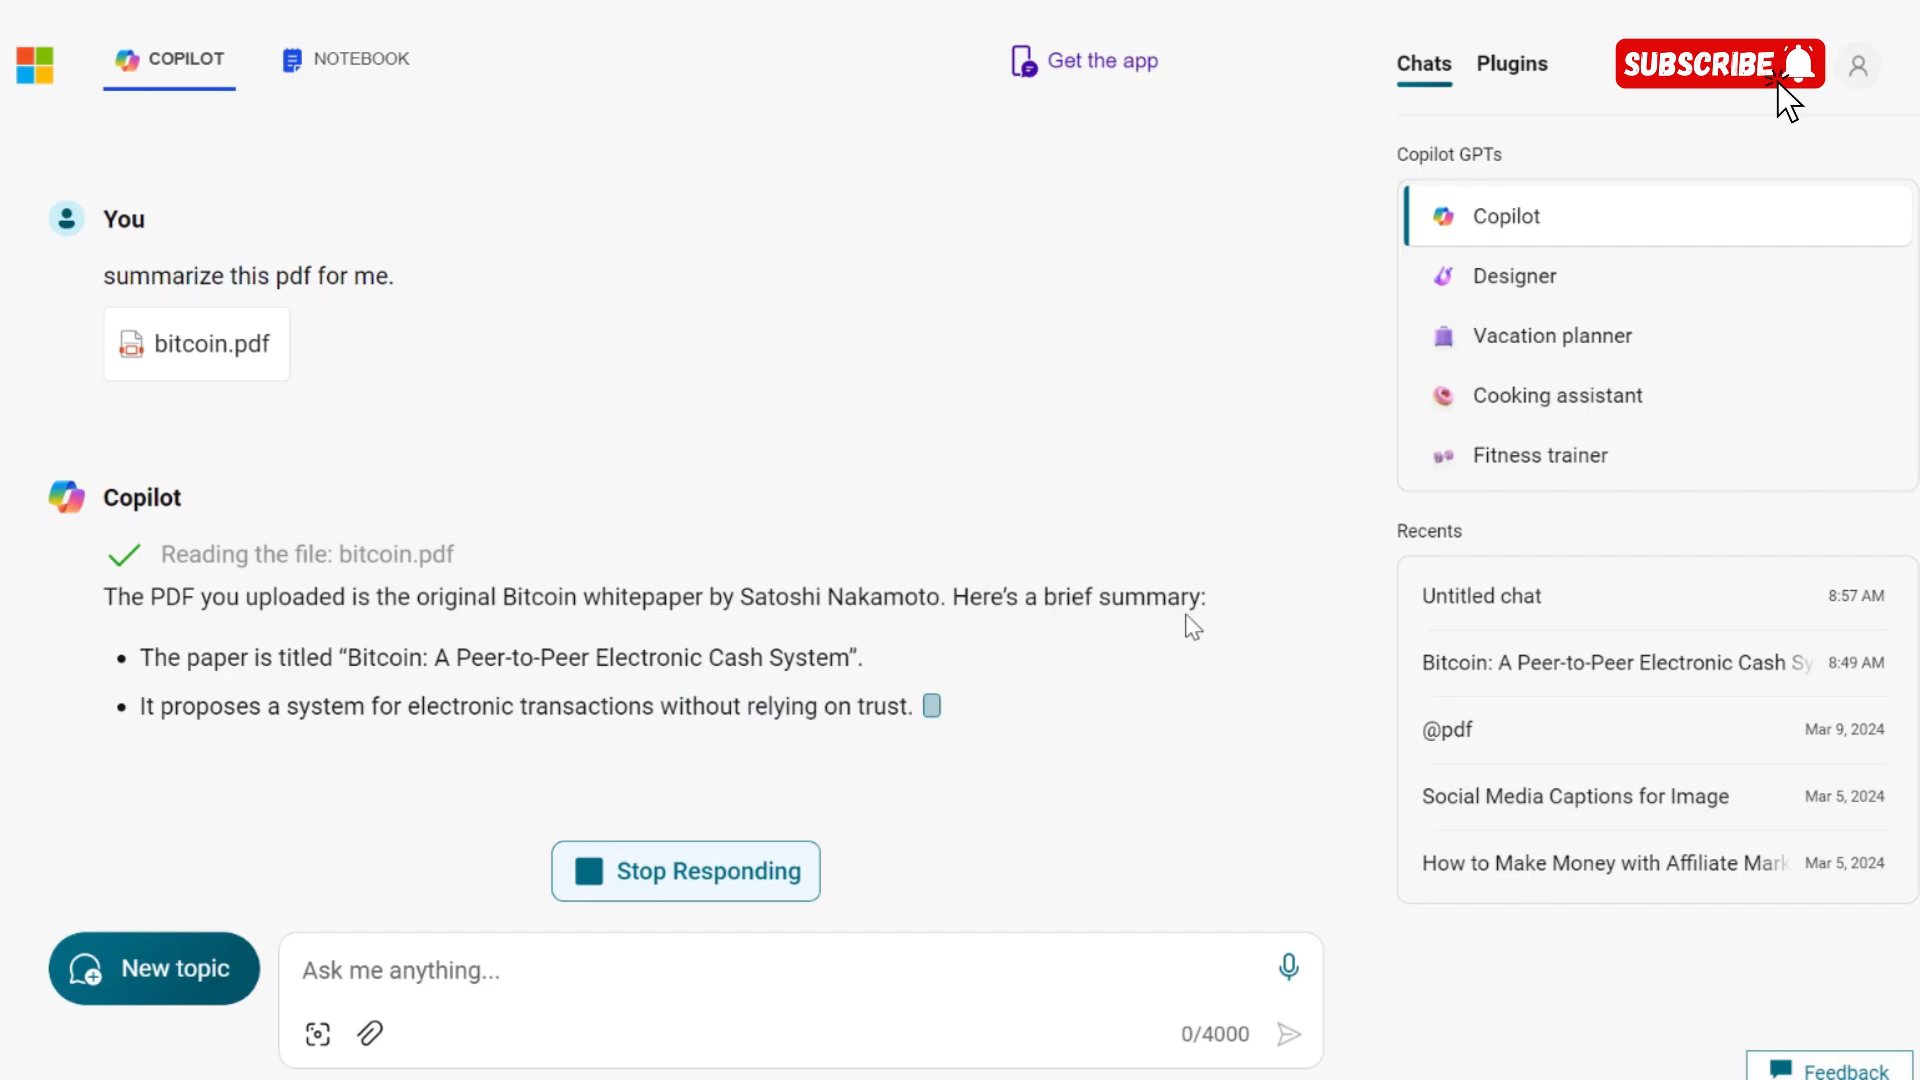 COPILOT
NOTEBOOK
Get the app
Chats
Plugins
SUBSCRIBE
You
summarize this pdf for me.
bitcoin.pdf
Copilot
Reading the file: bitcoin.pdf
The PDF you uploaded is the original Bitcoin whitepaper by Satoshi Nakamoto. Here’s a brief summary:
• The paper is titled “Bitcoin: A Peer-to-Peer Electronic Cash System”.
• It proposes a system for electronic transactions without relying on trust.
Stop Responding
New topic
Ask me anything...
0/4000
Copilot GPTs
Copilot
Designer
Vacation planner
Cooking assistant
Fitness trainer
Recents
Untitled chat 8:57 AM
Bitcoin: A Peer-to-Peer Electronic Cash Sy 8:49 AM
@pdf Mar 9, 2024
Social Media Captions for Image Mar 5, 2024
How to Make Money with Affiliate Mark Mar 5, 2024
Feedback